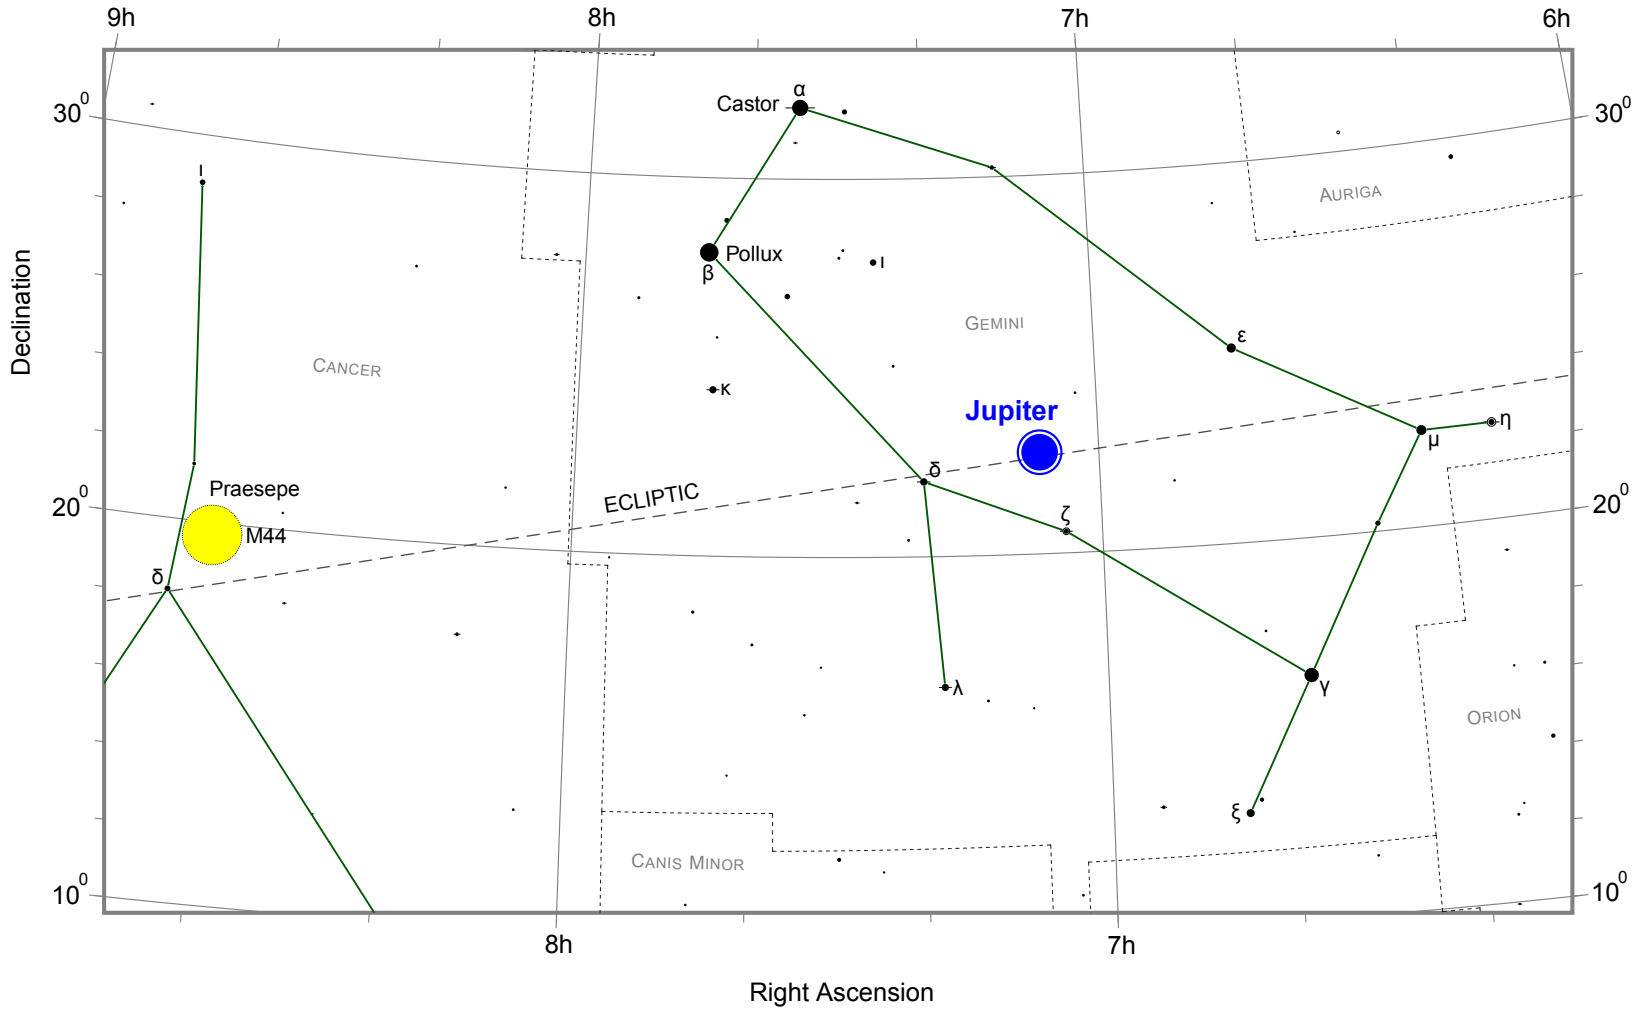 9h
8h
7h
6h
α
Castor
30⁰
30⁰
ι
AURIGA
Pollux
β
ι
Declination
GEMINI
ε
CANCER
κ
Jupiter
η
μ
δ
Praesepe
ECLIPTIC
20⁰
20⁰
M44
ζ
δ
λ
γ
ORION
ξ
CANIS MINOR
10⁰
10⁰
8h
7h
Right Ascension